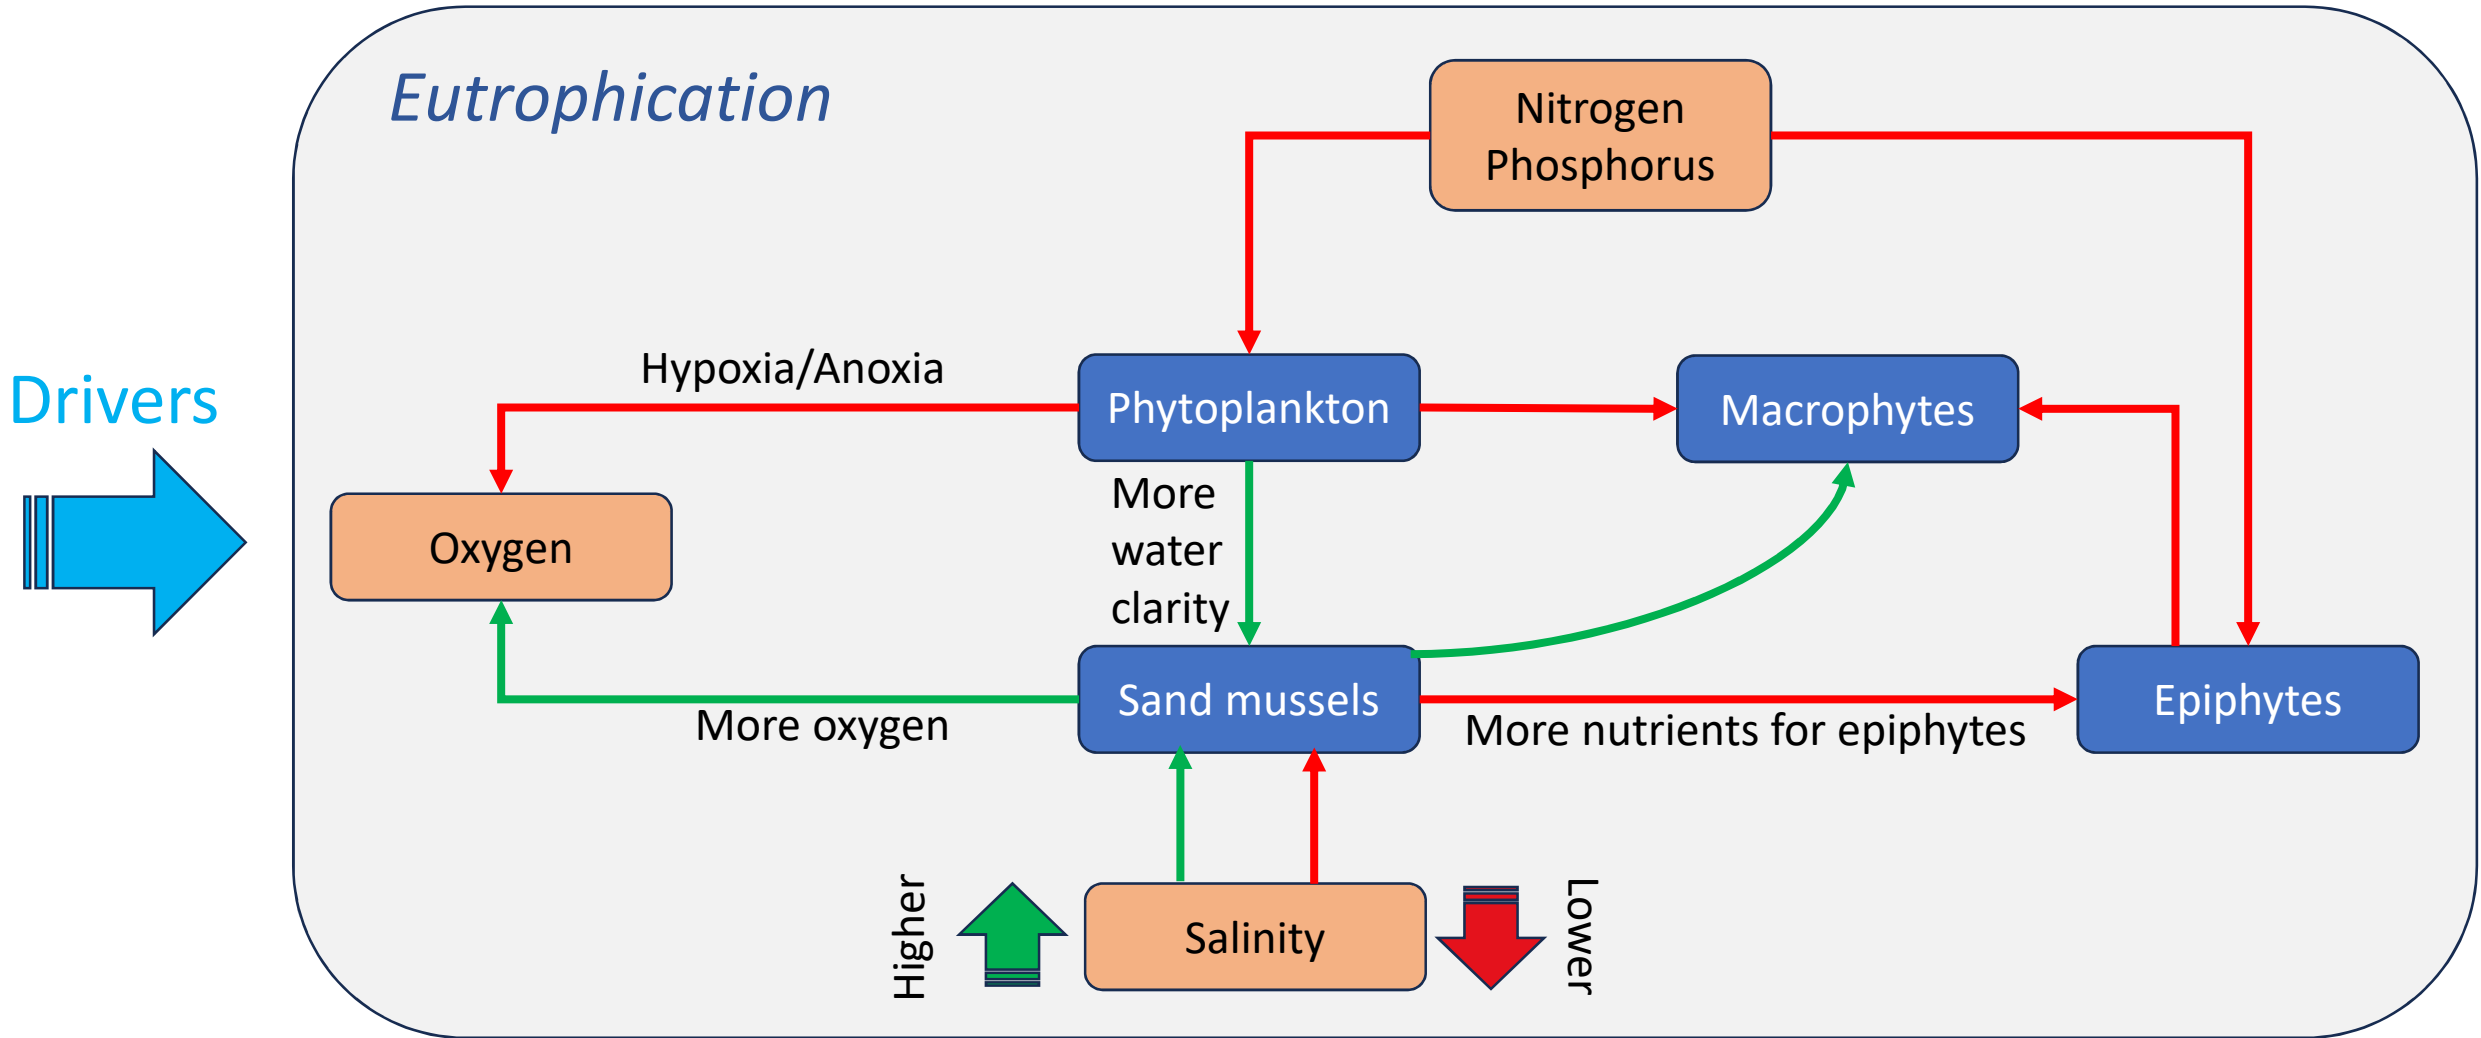 Eutrophication
Nitrogen
Phosphorus
Drivers
Hypoxia/Anoxia
Phytoplankton
Macrophytes
More
water
clarity
Oxygen
Sand mussels
Epiphytes
More oxygen
More nutrients for epiphytes
Higher
Salinity
Lower